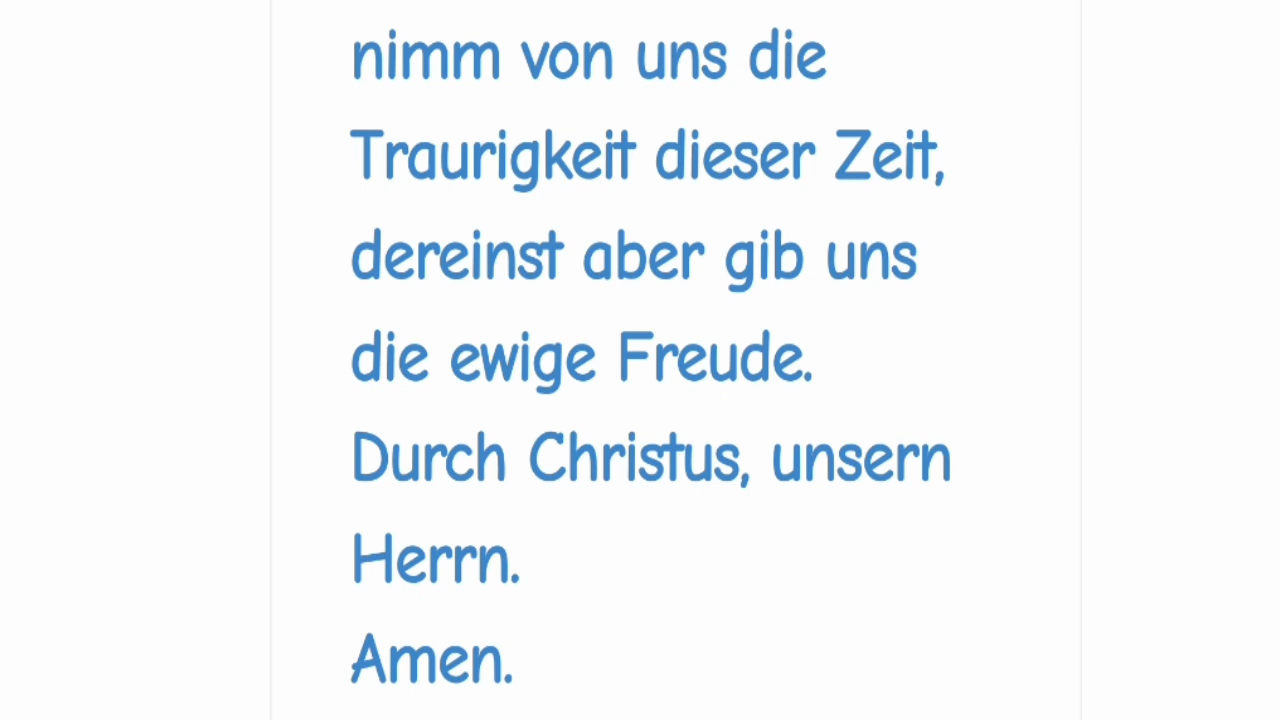 nimm von uns die
Traurigkeit dieser Zeit,
dereinst aber gib uns
die ewige Freude.
Durch Christus, unsern
Herrn.
Amen.